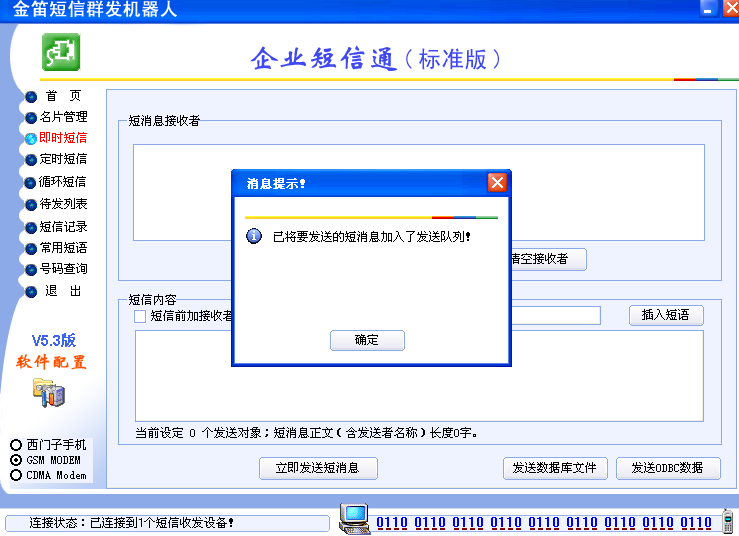 金笛短信群发机器人
企业短信通(标准版)
首 页
名片管理
即时短信
定时短信
循环短信
待发列表
短信记录
常用短语
号码查询
退 出
V5.3版
软件配置
西门子手机
GSM MODEM
CDMA Modem
短消息接收者
消息提示!
已将要发送的短消息加入了发送队列!
确定
清空接收者
短信内容
短信前加接收者
插入短语
当前设定 0 个发送对象;短消息正文(含发送者名称)长度0字。
立即发送短消息
发送数据库文件
发送ODBC数据
连接状态:已连接到1个短信收发设备!
0110 0110 0110 0110 0110 0110 0110 0110 0110